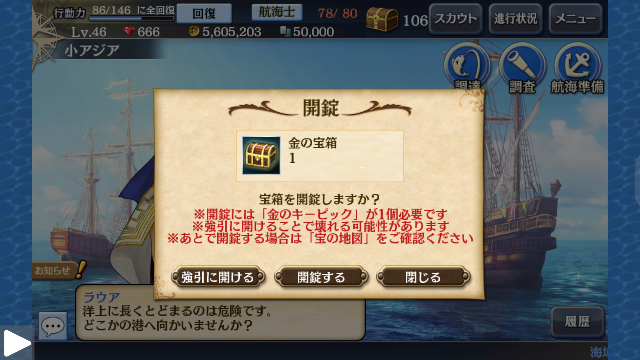 行動力 86/146 に全回復
回復
航海士 78/ 80
106
スカウト
進行状況
メニュー
Lv.46
666
5,605,203
50,000
小アジア
調達
調査
航海準備
開錠
金の宝箱
1
宝箱を開錠しますか？
※開錠には「金のキーピック」が1個必要です
※強引に開けることで壊れる可能性があります
※あとで開錠する場合は「宝の地図」をご確認ください
強引に開ける
開錠する
閉じる
お知らせ
ラウア
洋上に長くとどまるのは危険です。
どこかの港へ向かいませんか？
履歴